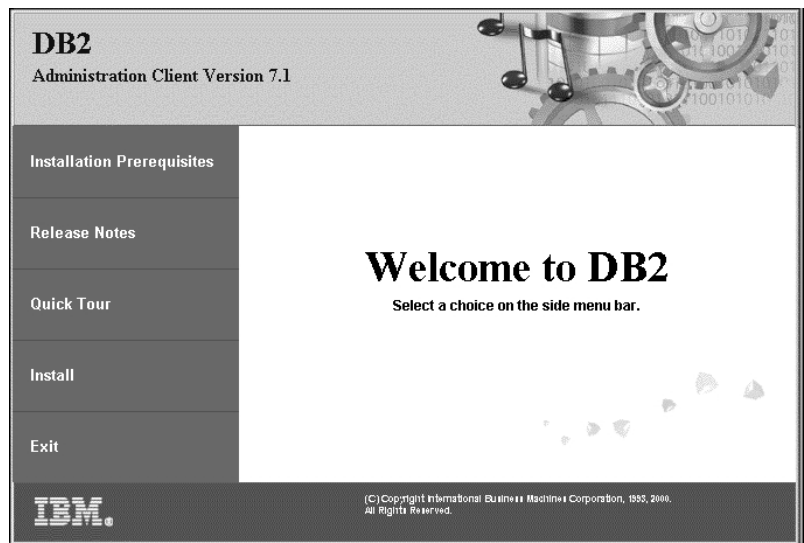 DB2
Administration Client Version 7.1
Installation Prerequisites
Release Notes
Quick Tour
Install
Exit
Welcome to DB2
Select a choice on the side menu bar.
IBM®
(C) Copyright International Business Machines Corporation, 1993, 2000.
All Rights Reserved.